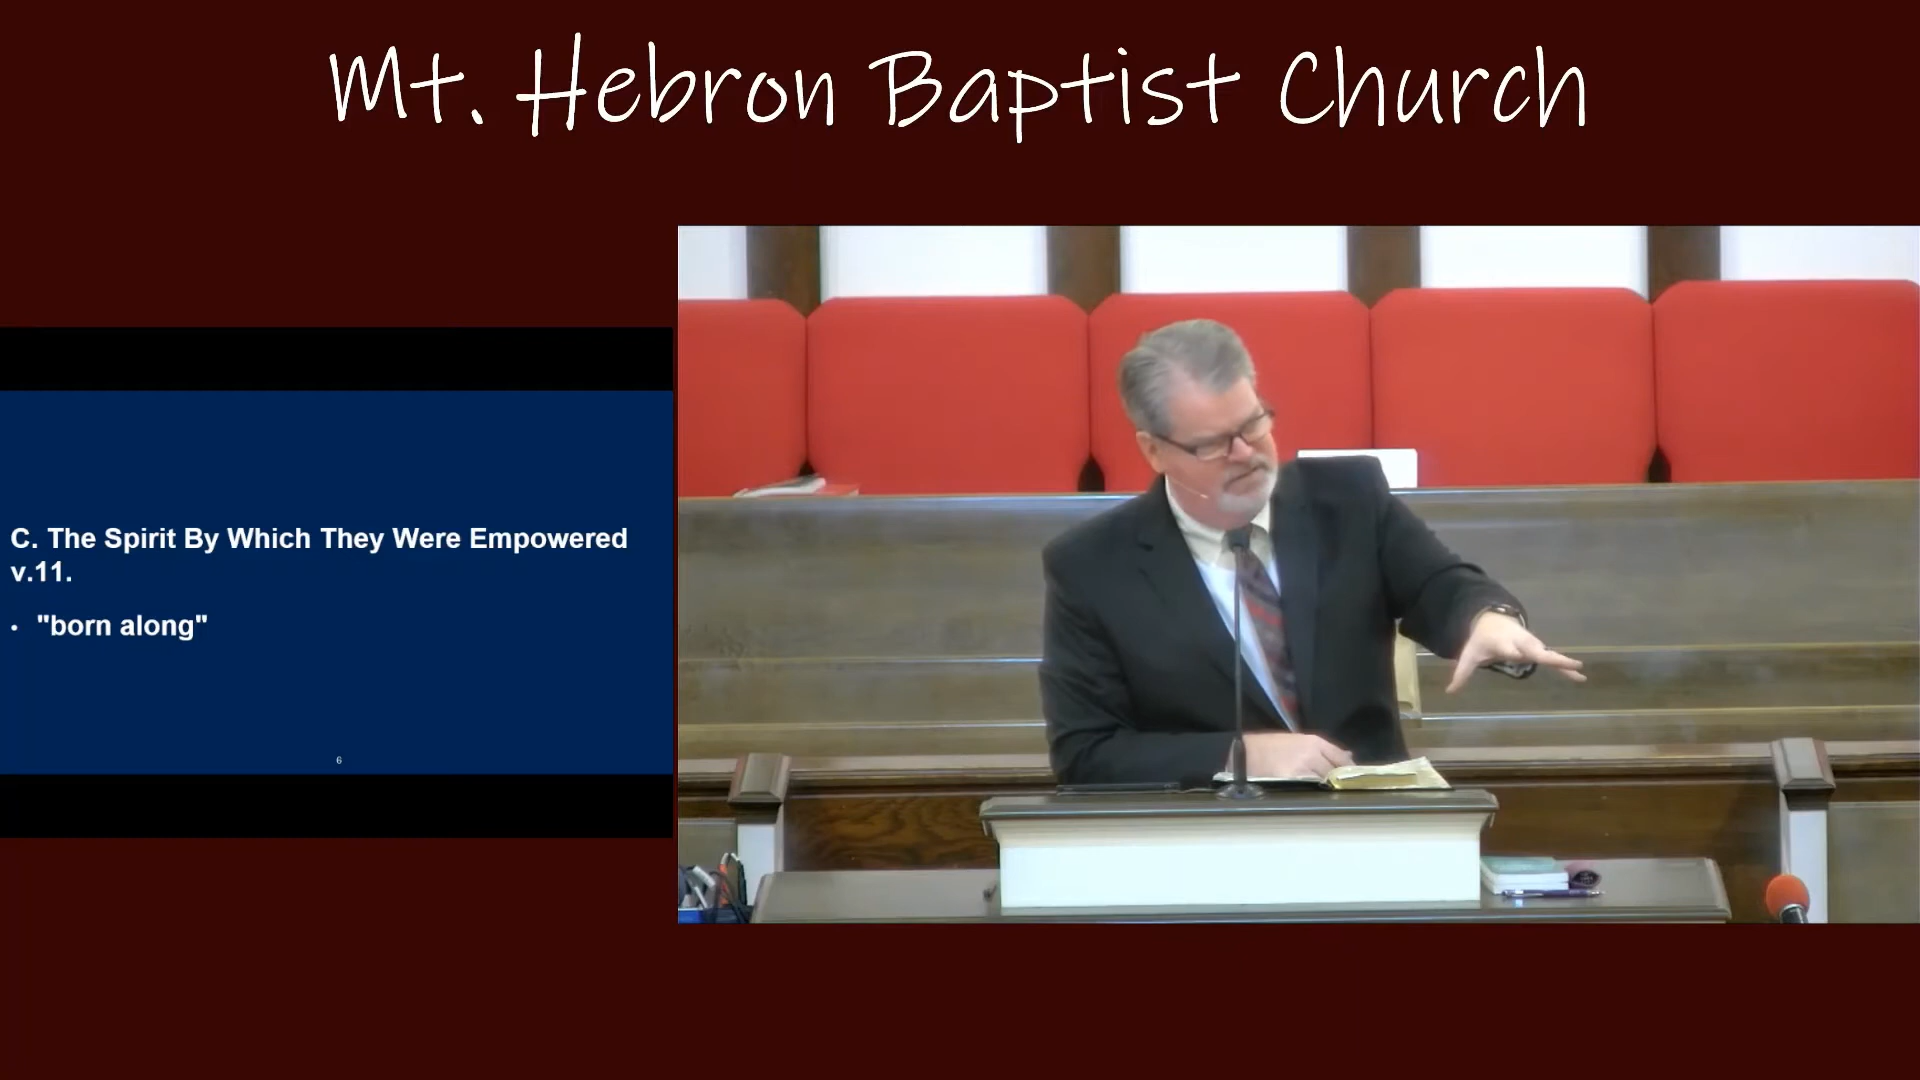 Mt. Hebron Baptist Church
C. The Spirit By Which They Were Empowered
v.11.
• "born along"
6